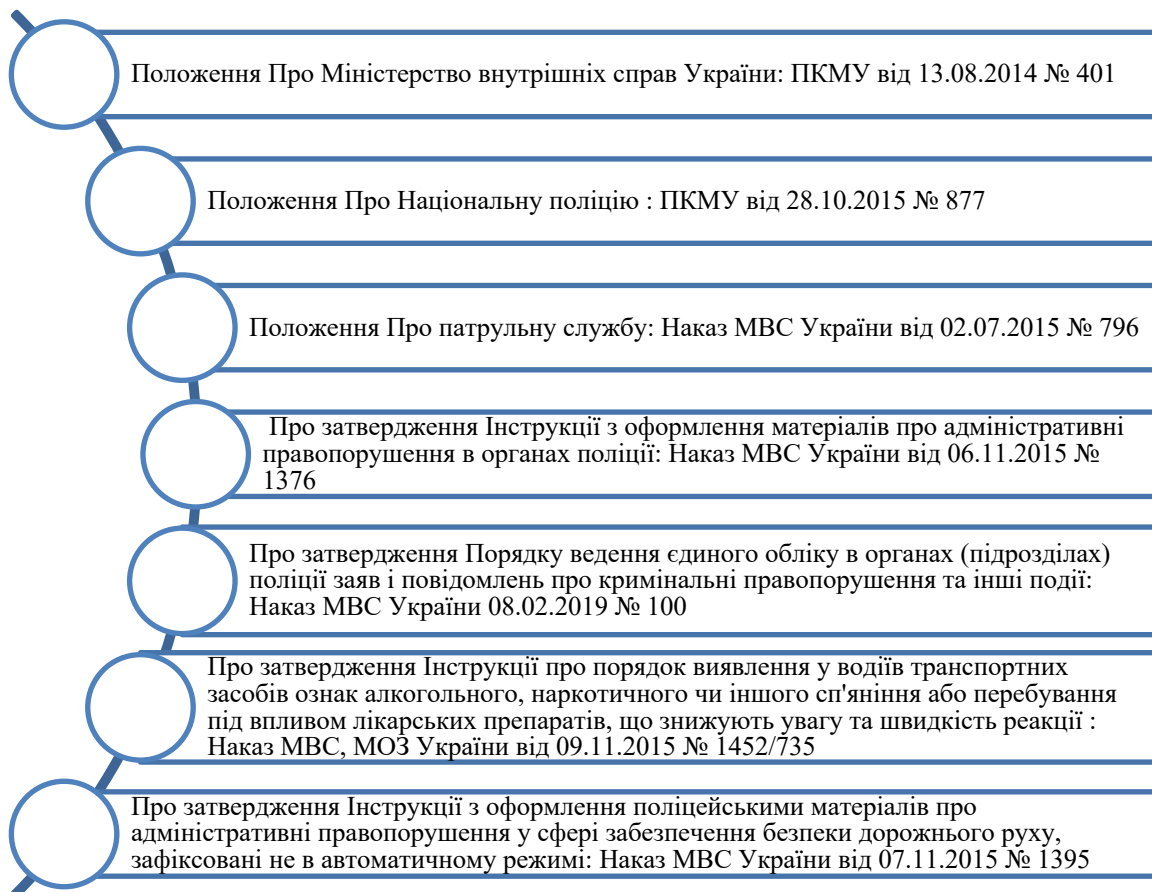 Положення Про Міністерство внутрішніх справ України: ПКМУ від 13.08.2014 № 401
Положення Про Національну поліцію : ПКМУ від 28.10.2015 № 877
Положення Про патрульну службу: Наказ МВС України від 02.07.2015 № 796
Про затвердження Інструкції з оформлення матеріалів про адміністративні
правопорушення в органах поліції: Наказ МВС України від 06.11.2015 №
1376
Про затвердження Порядку ведення єдиного обліку в органах (підрозділах)
поліції заяв і повідомлень про кримінальні правопорушення та інші події:
Наказ МВС України 08.02.2019 № 100
Про затвердження Інструкції про порядок виявлення у водіїв транспортних
засобів ознак алкогольного, наркотичного чи іншого сп'яніння або перебування
під впливом лікарських препаратів, що знижують увагу та швидкість реакції :
Наказ МВС, МОЗ України від 09.11.2015 № 1452/735
Про затвердження Інструкції з оформлення поліцейськими матеріалів про
адміністративні правопорушення у сфері забезпечення безпеки дорожнього руху,
зафіксовані не в автоматичному режимі: Наказ МВС України від 07.11.2015 № 1395